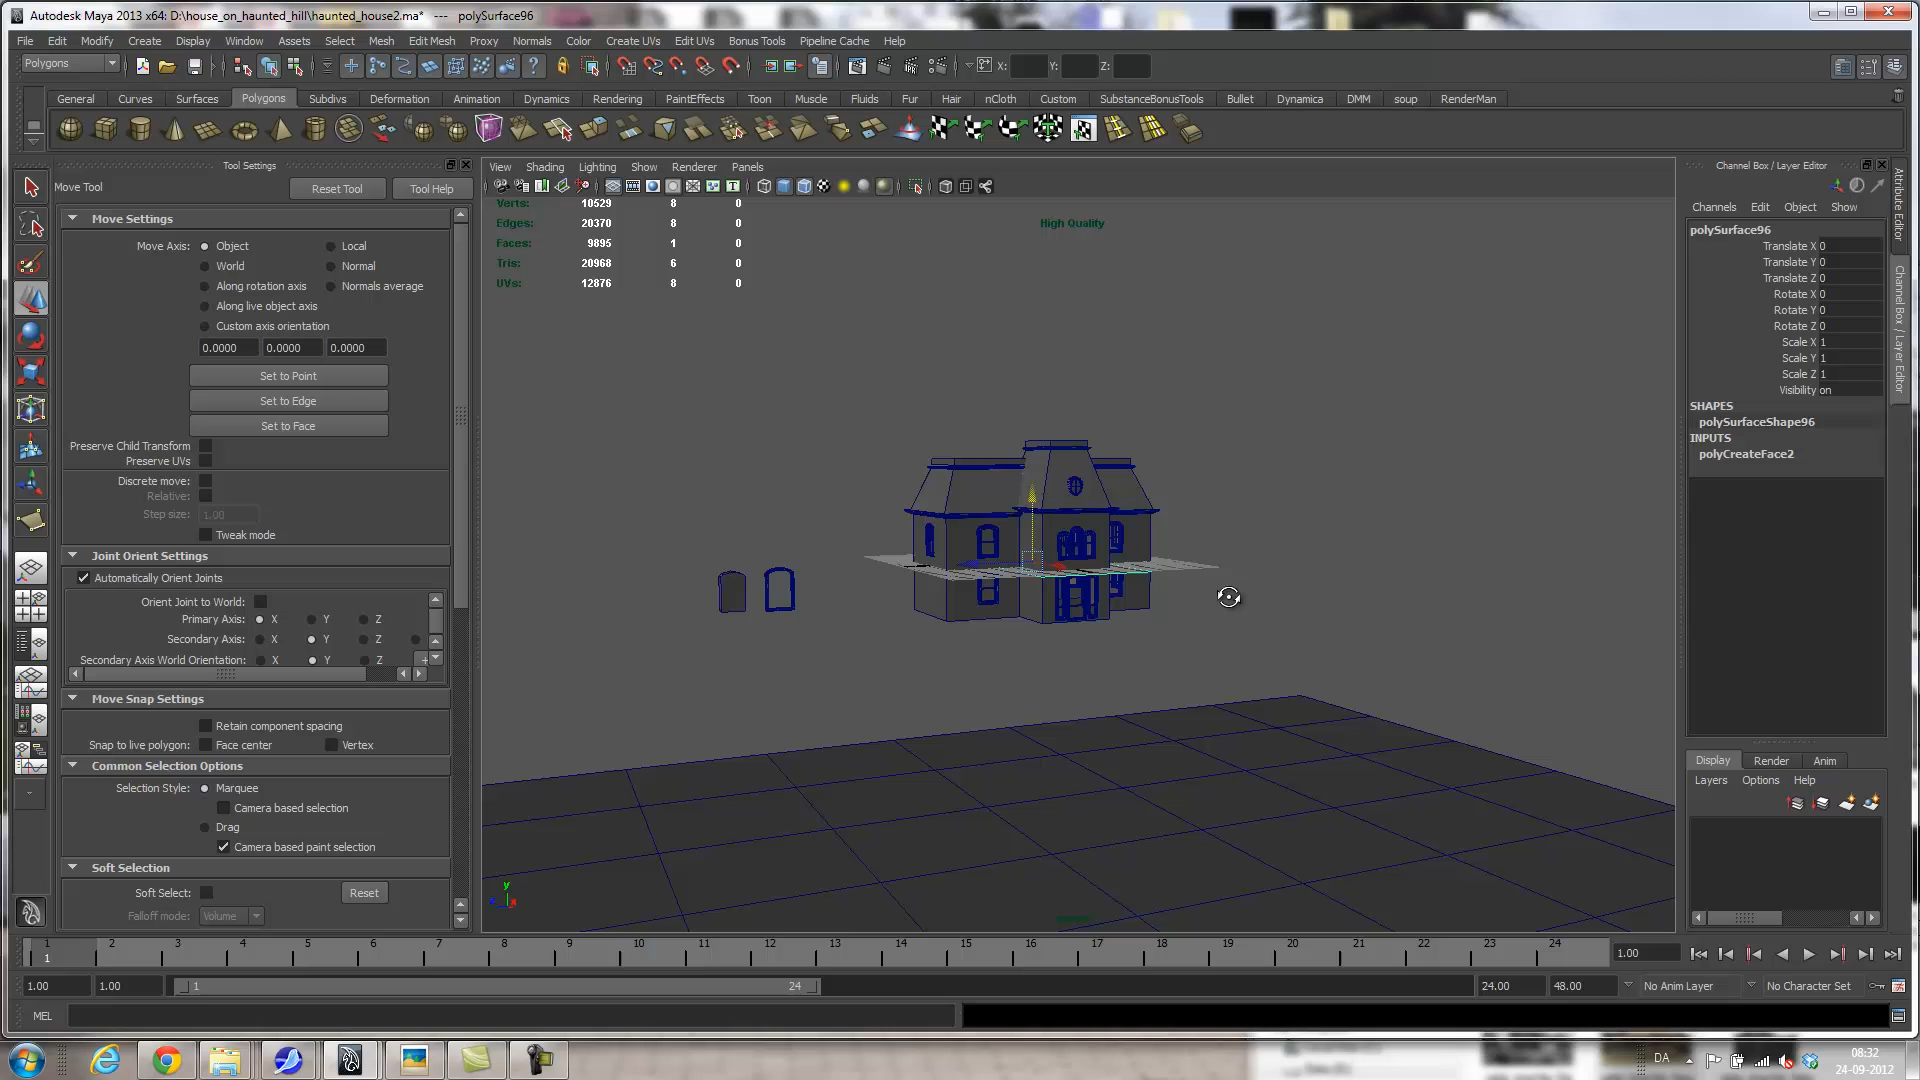 Autodesk Maya 2013 x64: D:\house_on_haunted_hill\haunted_house2.ma* --- polySurface96
File Edit Modify Create Display Window Assets Select Mesh Edit Mesh Proxy Normals Color Create UVs Edit UVs Bonus Tools Pipeline Cache Help
Polygons X: Y: Z:
General Curves Surfaces Polygons Subdivs Deformation Animation Dynamics Rendering PaintEffects Toon Muscle Fluids Fur Hair nCloth Custom SubstanceBonusTools Bullet Dynamica DMM soup RenderMan
Tool Settings
Move Tool Reset Tool Tool Help
Move Settings
Move Axis: Object Local
World Normal
Along rotation axis Normals average
Along live object axis
Custom axis orientation
0.0000 0.0000 0.0000
Set to Point
Set to Edge
Set to Face
Preserve Child Transform
Preserve UVs
Discrete move:
Relative:
Step size: 1.00
Tweak mode
Joint Orient Settings
Automatically Orient Joints
Orient Joint to World:
Primary Axis: X Y Z
Secondary Axis: X Y Z
Secondary Axis World Orientation: X Y Z +
Move Snap Settings
Retain component spacing
Snap to live polygon: Face center Vertex
Common Selection Options
Selection Style: Marquee
Camera based selection
Drag
Camera based paint selection
Soft Selection
Soft Select: Reset
Falloff mode: Volume
View Shading Lighting Show Renderer Panels
Verts: 10529 8 0
Edges: 20370 8 0
Faces: 9895 1 0
Tris: 20968 6 0
UVs: 12876 8 0
High Quality
y
Channel Box / Layer Editor
Channels Edit Object Show
polySurface96
Translate X 0
Translate Y 0
Translate Z 0
Rotate X 0
Rotate Y 0
Rotate Z 0
Scale X 1
Scale Y 1
Scale Z 1
Visibility on
SHAPES
polySurfaceShape96
INPUTS
polyCreateFace2
Attribute Editor
Channel Box / Layer Editor
Display Render Anim
Layers Options Help
1 2 3 4 5 6 7 8 9 10 11 12 13 14 15 16 17 18 19 20 21 22 23 24
1 1.00
1.00 1.00 1 24 24.00 48.00 No Anim Layer No Character Set
MEL
DA 08:32
24-09-2012